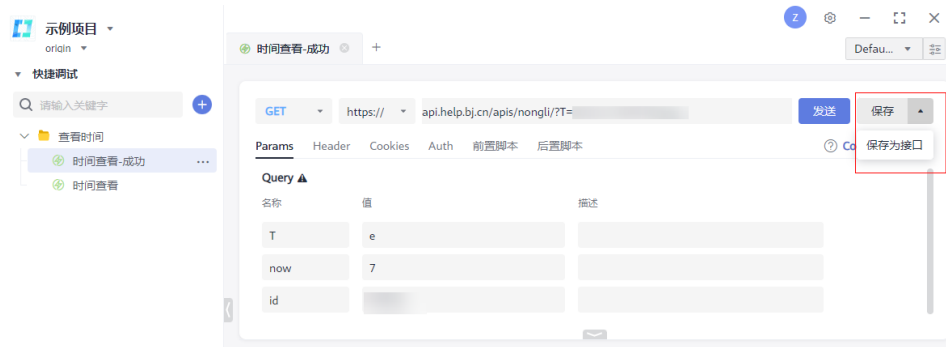 示例项目
Z
origin
时间查看-成功
Defau...
快捷调试
请输入关键字
GET
https://
api.help.bj.cn/apis/nongli/?T=
发送
保存
查看时间
保存为接口
Params
Header
Cookies
Auth
前置脚本
后置脚本
Co
时间查看-成功
时间查看
Query
名称
值
描述
T
e
now
7
id